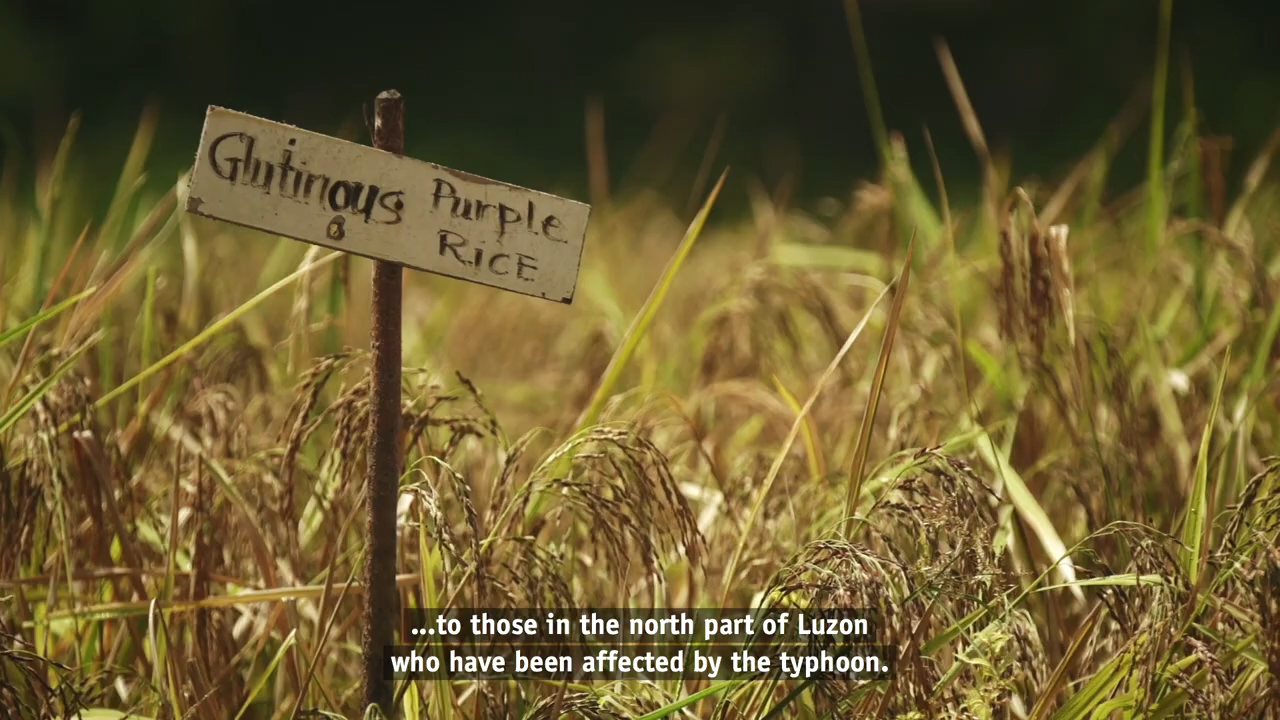 Glutinous Purple
RICE
...to those in the north part of Luzon
who have been affected by the typhoon.